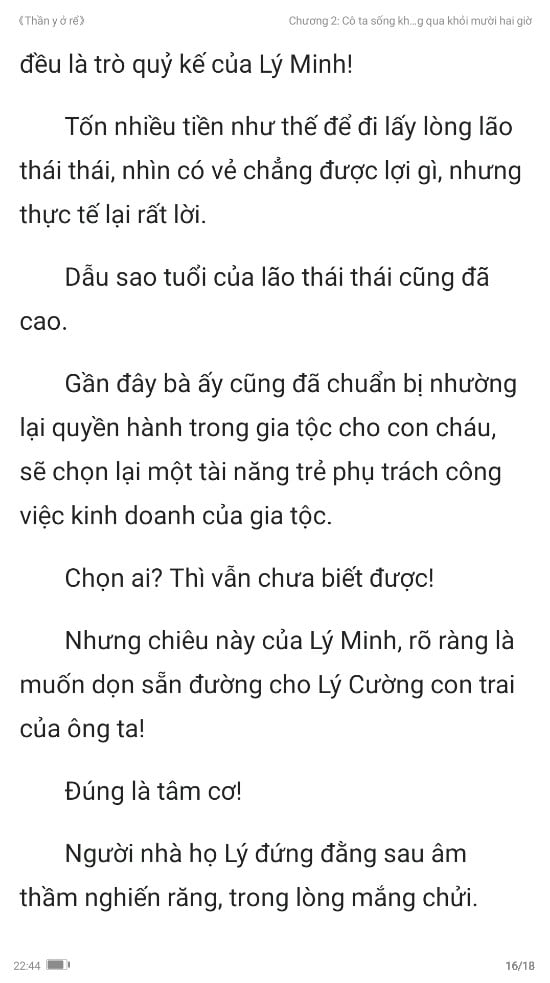 《Thần y ở rể》
Chương 2: Cô ta sống kh...g qua khỏi mười hai giờ
đều là trò quỷ kế của Lý Minh!
Tốn nhiều tiền như thế để đi lấy lòng lão
thái thái, nhìn có vẻ chẳng được lợi gì, nhưng
thực tế lại rất lời.
Dẫu sao tuổi của lão thái thái cũng đã
cao.
Gần đây bà ấy cũng đã chuẩn bị nhường
lại quyền hành trong gia tộc cho con cháu,
sẽ chọn lại một tài năng trẻ phụ trách công
việc kinh doanh của gia tộc.
Chọn ai? Thì vẫn chưa biết được!
Nhưng chiêu này của Lý Minh, rõ ràng là
muốn dọn sẵn đường cho Lý Cường con trai
của ông ta!
Đúng là tâm cơ!
Người nhà họ Lý đứng đằng sau âm
thầm nghiến răng, trong lòng mắng chửi.
22:44
16/18